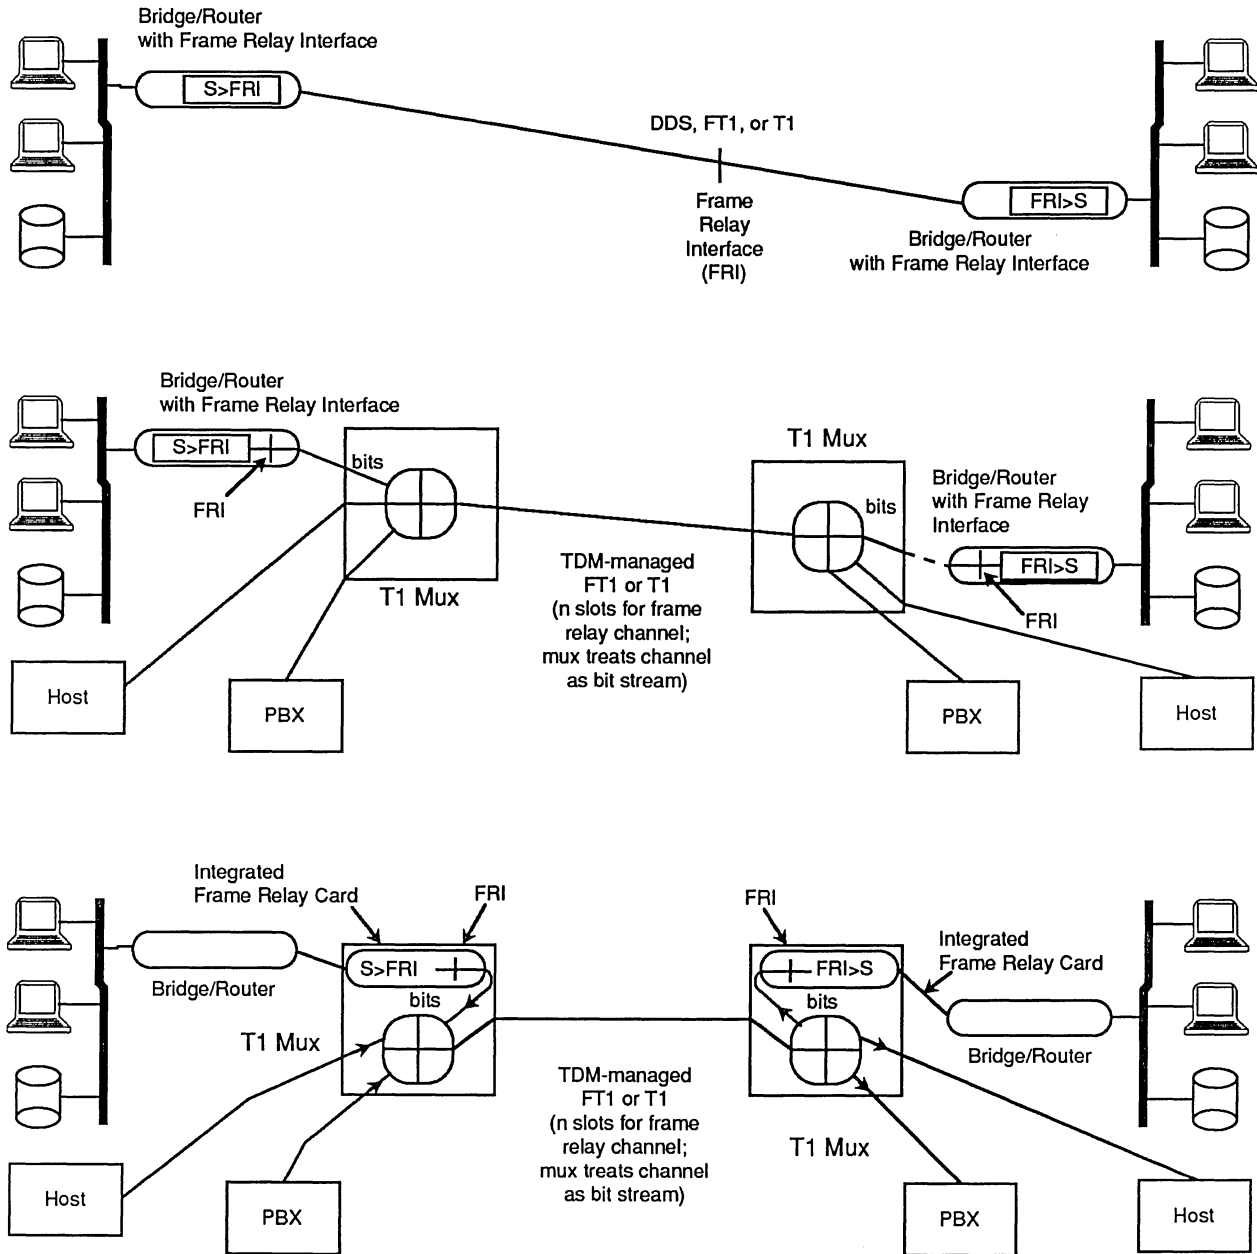 Bridge/Router
with Frame Relay Interface
S>FRI
DDS, FT1, or T1
Frame
Relay
Interface
(FRI)
FRI>S
Bridge/Router
with Frame Relay Interface
Bridge/Router
with Frame Relay Interface
S>FRI
FRI
bits
T1 Mux
TDM-managed
FT1 or T1
(n slots for frame
relay channel;
mux treats channel
as bit stream)
T1 Mux
bits
Bridge/Router
with Frame Relay
Interface
FRI>S
FRI
Host
PBX
PBX
Host
Integrated
Frame Relay Card
FRI
S>FRI
bits
Bridge/Router
T1 Mux
TDM-managed
FT1 or T1
(n slots for frame
relay channel;
mux treats channel
as bit stream)
FRI
FRI>S
bits
Integrated
Frame Relay Card
Bridge/Router
T1 Mux
Host
PBX
PBX
Host